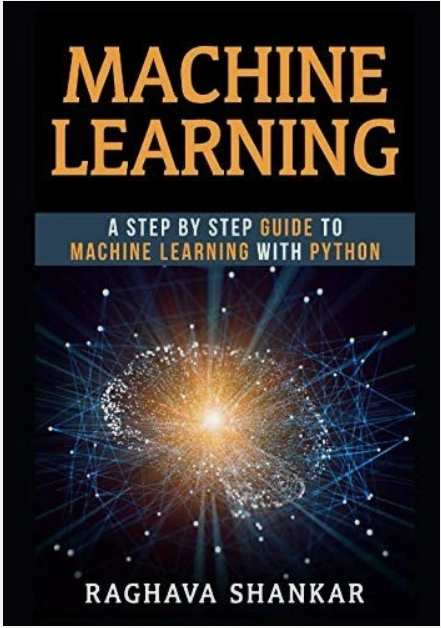 MACHINE
LEARNING
A STEP BY STEP GUIDE TO
MACHINE LEARNING WITH PYTHON
RAGHAVA SHANKAR